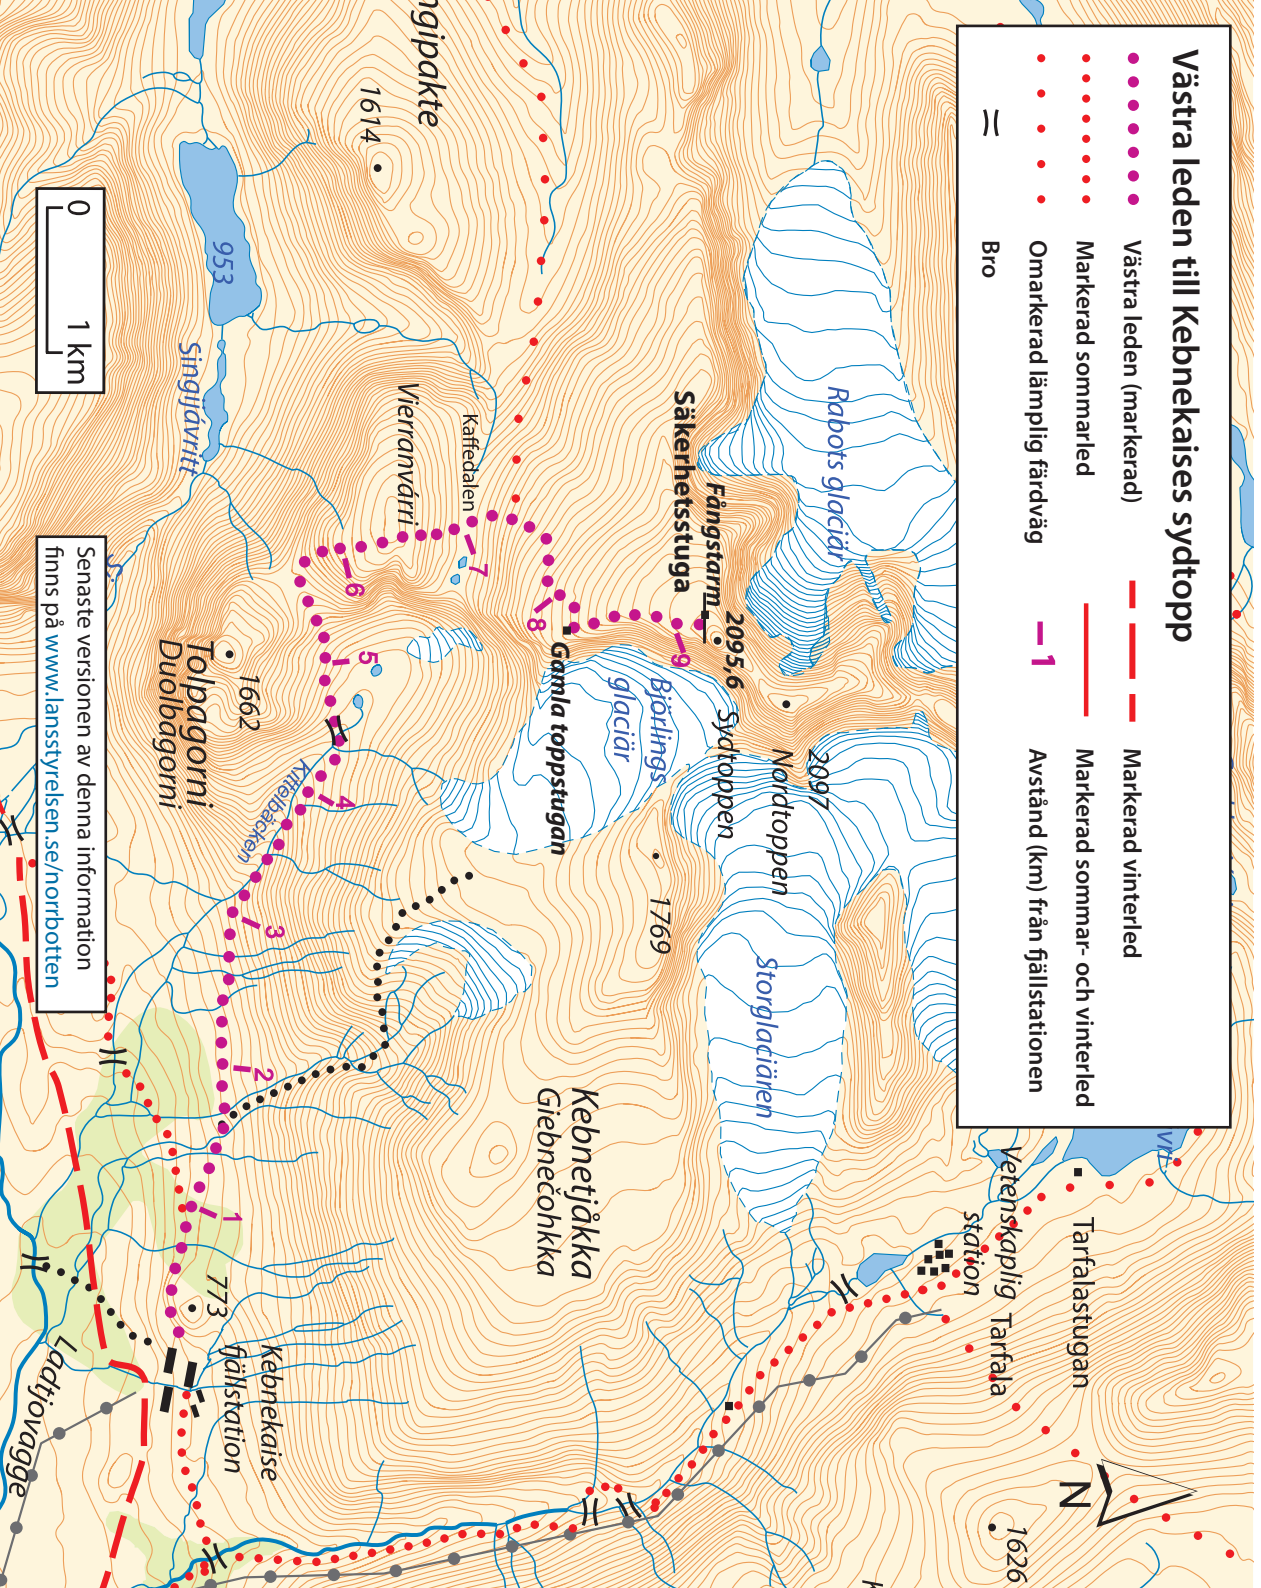 Västra leden till Kebnekaises sydtopp
Västra leden (markerad)
Markerad sommarled
Omarkerad lämplig färdväg
Bro
Markerad vinterled
Markerad sommar- och vinterled
1
Avstånd (km) från fjällstationen
vri
Tarfalastugan
Vetenskaplig
station
Tarfala
N
1626
Rabots glaciär
2097
Nordtoppen
Storglaciären
Säkerhetsstuga
Fångstarm
2095,6
Sydtoppen
9
Björlings
glaciär
1769
8
Gamla toppstugan
Kebnetjåkka
Giebnečohkka
ngipakte
1614
Kaffedalen
7
Vierranvárri
6
5
4
3
2
1
953
Singijávritt
1662
Tolpagorni
Duolbagorni
Kittelbäcken
773
Kebnekaise
fjällstation
Ladtjovagge
0 1 km
Senaste versionen av denna information
finns på www.lansstyrelsen.se/norrbotten